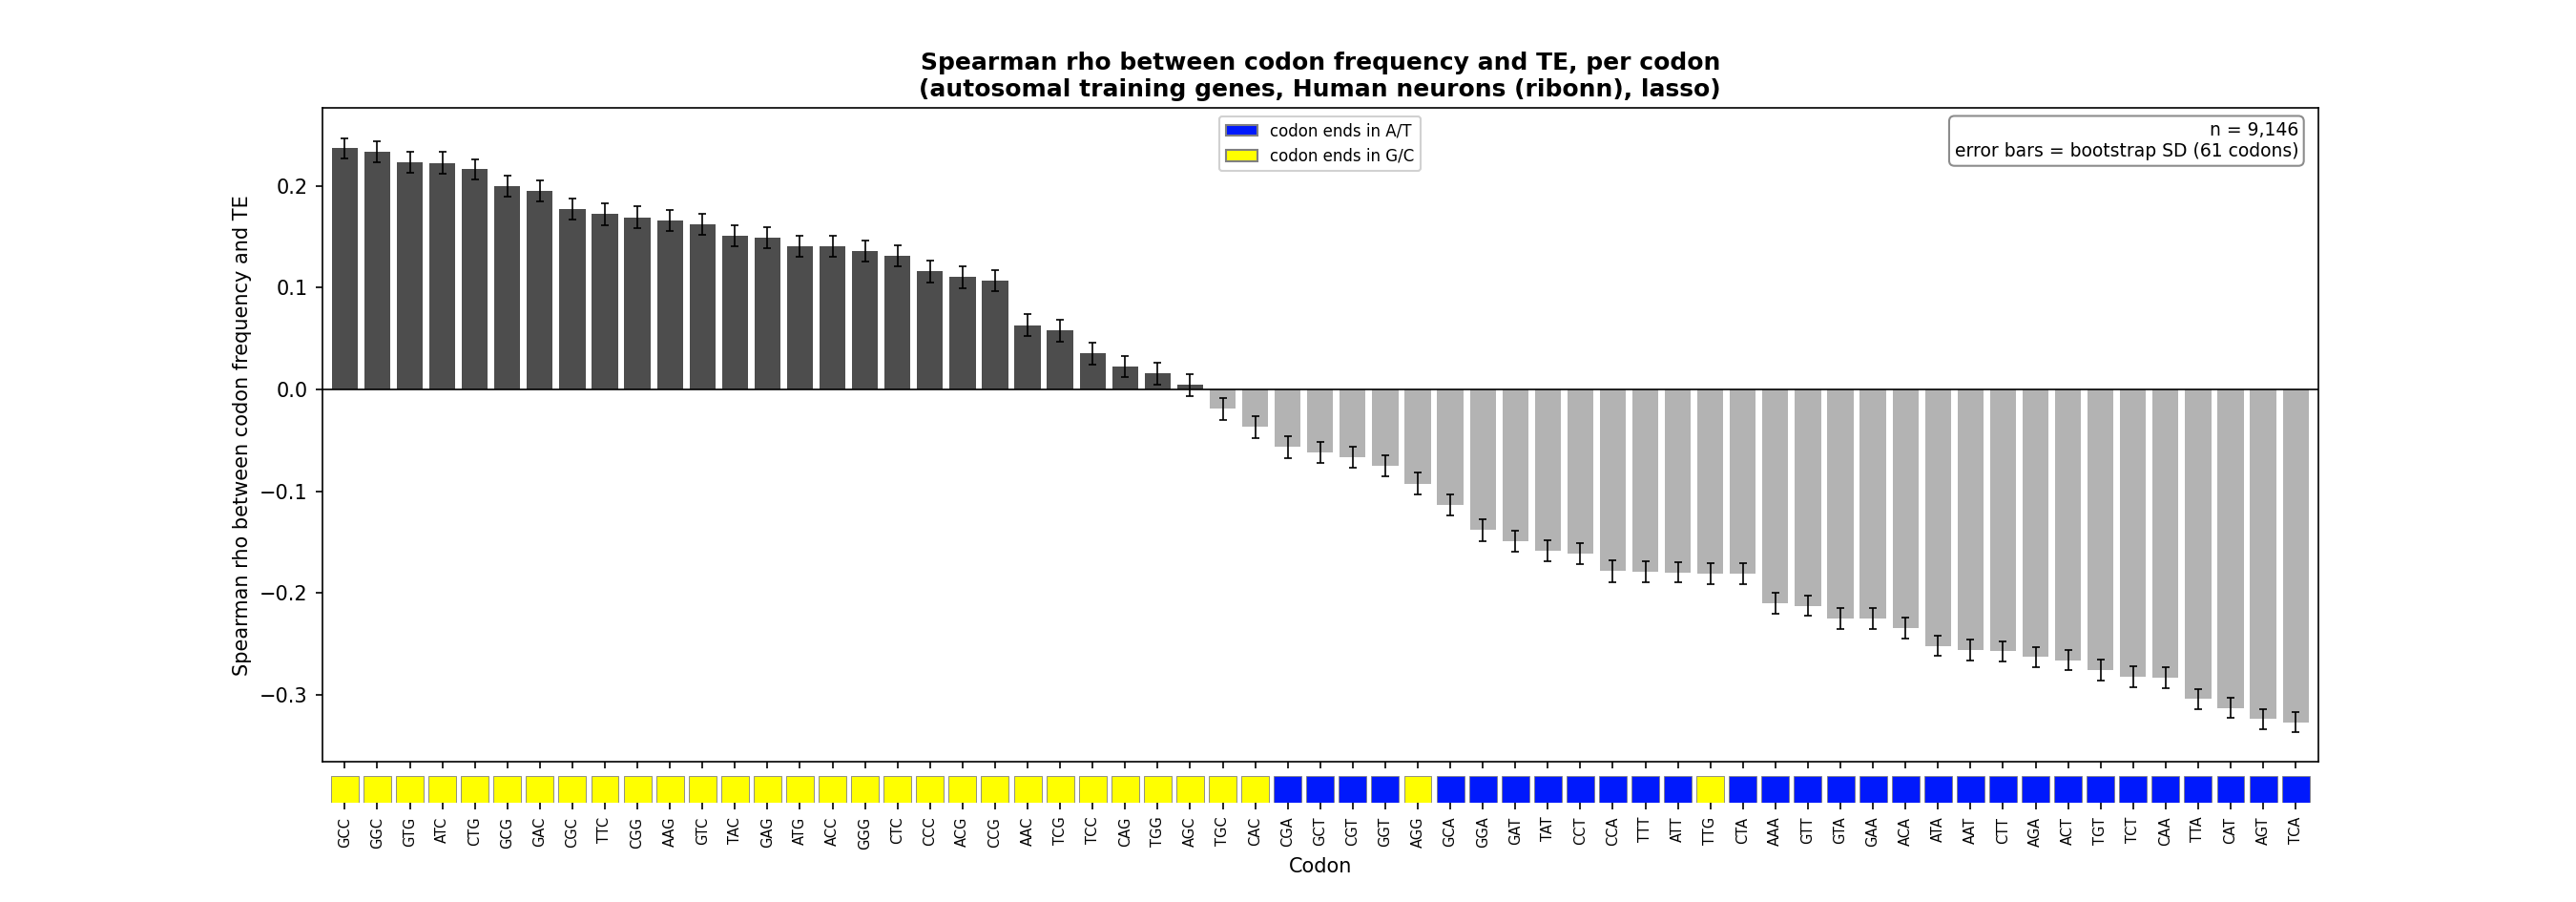 Spearman rho between codon frequency and TE, per codon
(autosomal training genes, Human neurons (ribonn), lasso)
codon ends in A/T
codon ends in G/C
n = 9,146
error bars = bootstrap SD (61 codons)
Spearman rho between codon frequency and TE
0.2
0.1
0.0
−0.1
−0.2
−0.3
GCC
GGC
GTG
ATC
CTG
GCG
GAC
CGC
TTC
CGG
AAG
GTC
TAC
GAG
ATG
ACC
GGG
CTC
CCC
ACG
CCG
AAC
TCG
TCC
CAG
TGG
AGC
TGC
CAC
CGA
GCT
CGT
GGT
AGG
GCA
GGA
GAT
TAT
CCT
CCA
TTT
ATT
TTG
CTA
AAA
GTT
GTA
GAA
ACA
ATA
AAT
CTT
AGA
ACT
TGT
TCT
CAA
TTA
CAT
AGT
TCA
Codon